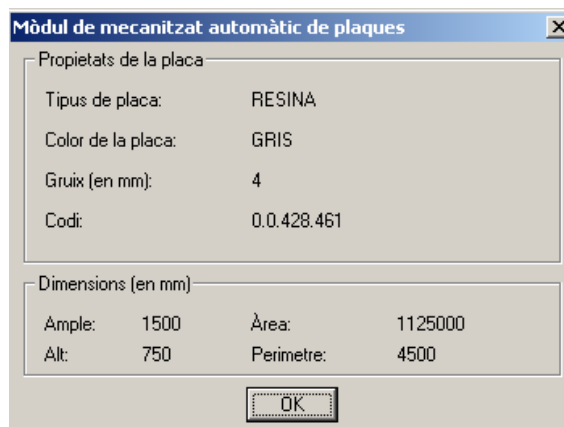 Mòdul de mecanitzat automàtic de plaques
Propietats de la placa
Tipus de placa: RESINA
Color de la placa: GRIS
Gruix (en mm): 4
Codi: 0.0.428.461
Dimensions (en mm)
Ample: 1500 Àrea: 1125000
Alt: 750 Perimetre: 4500
OK